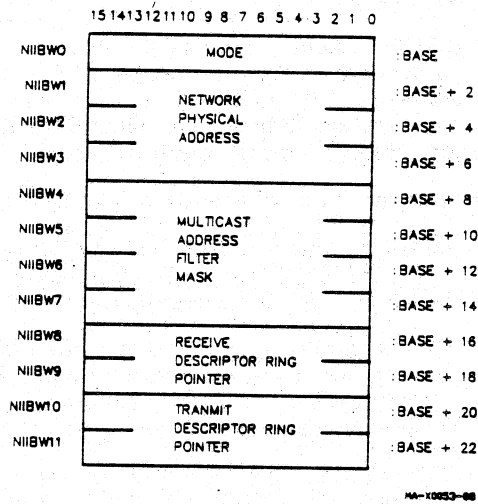 15 14 13 12 11 10 9 8 7 6 5 4 3 2 1 0
NIIBW0 MODE :BASE
NIIBW1 :BASE + 2
NETWORK
NIIBW2 PHYSICAL :BASE + 4
ADDRESS
NIIBW3 :BASE + 6
NIIBW4 :BASE + 8
NIIBW5 MULTICAST :BASE + 10
ADDRESS
NIIBW6 FILTER :BASE + 12
MASK
NIIBW7 :BASE + 14
NIIBW8 RECEIVE :BASE + 16
DESCRIPTOR RING
NIIBW9 POINTER :BASE + 18
NIIBW10 TRANMIT :BASE + 20
DESCRIPTOR RING
NIIBW11 POINTER :BASE + 22
MA-X0053-88